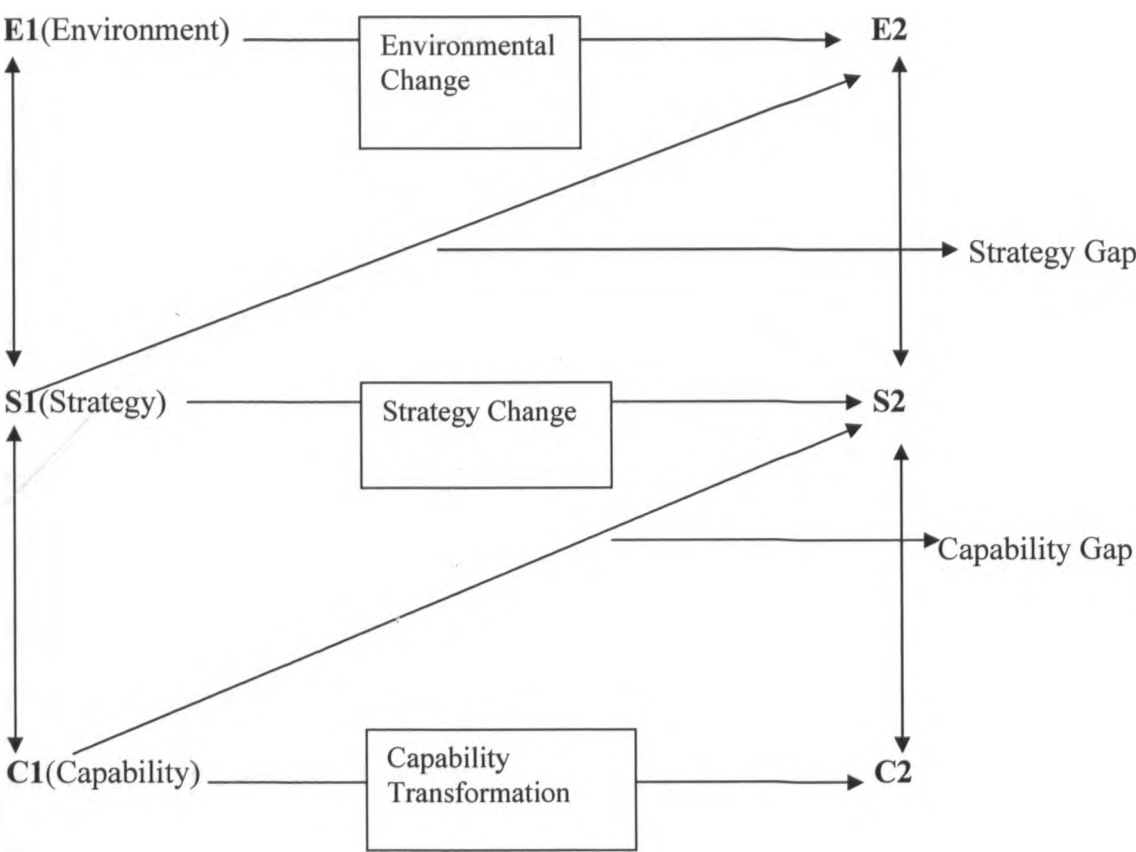 E1(Environment)
Environmental
Change
E2
Strategy Gap
S1(Strategy)
Strategy Change
S2
Capability Gap
C1(Capability)
Capability
Transformation
C2